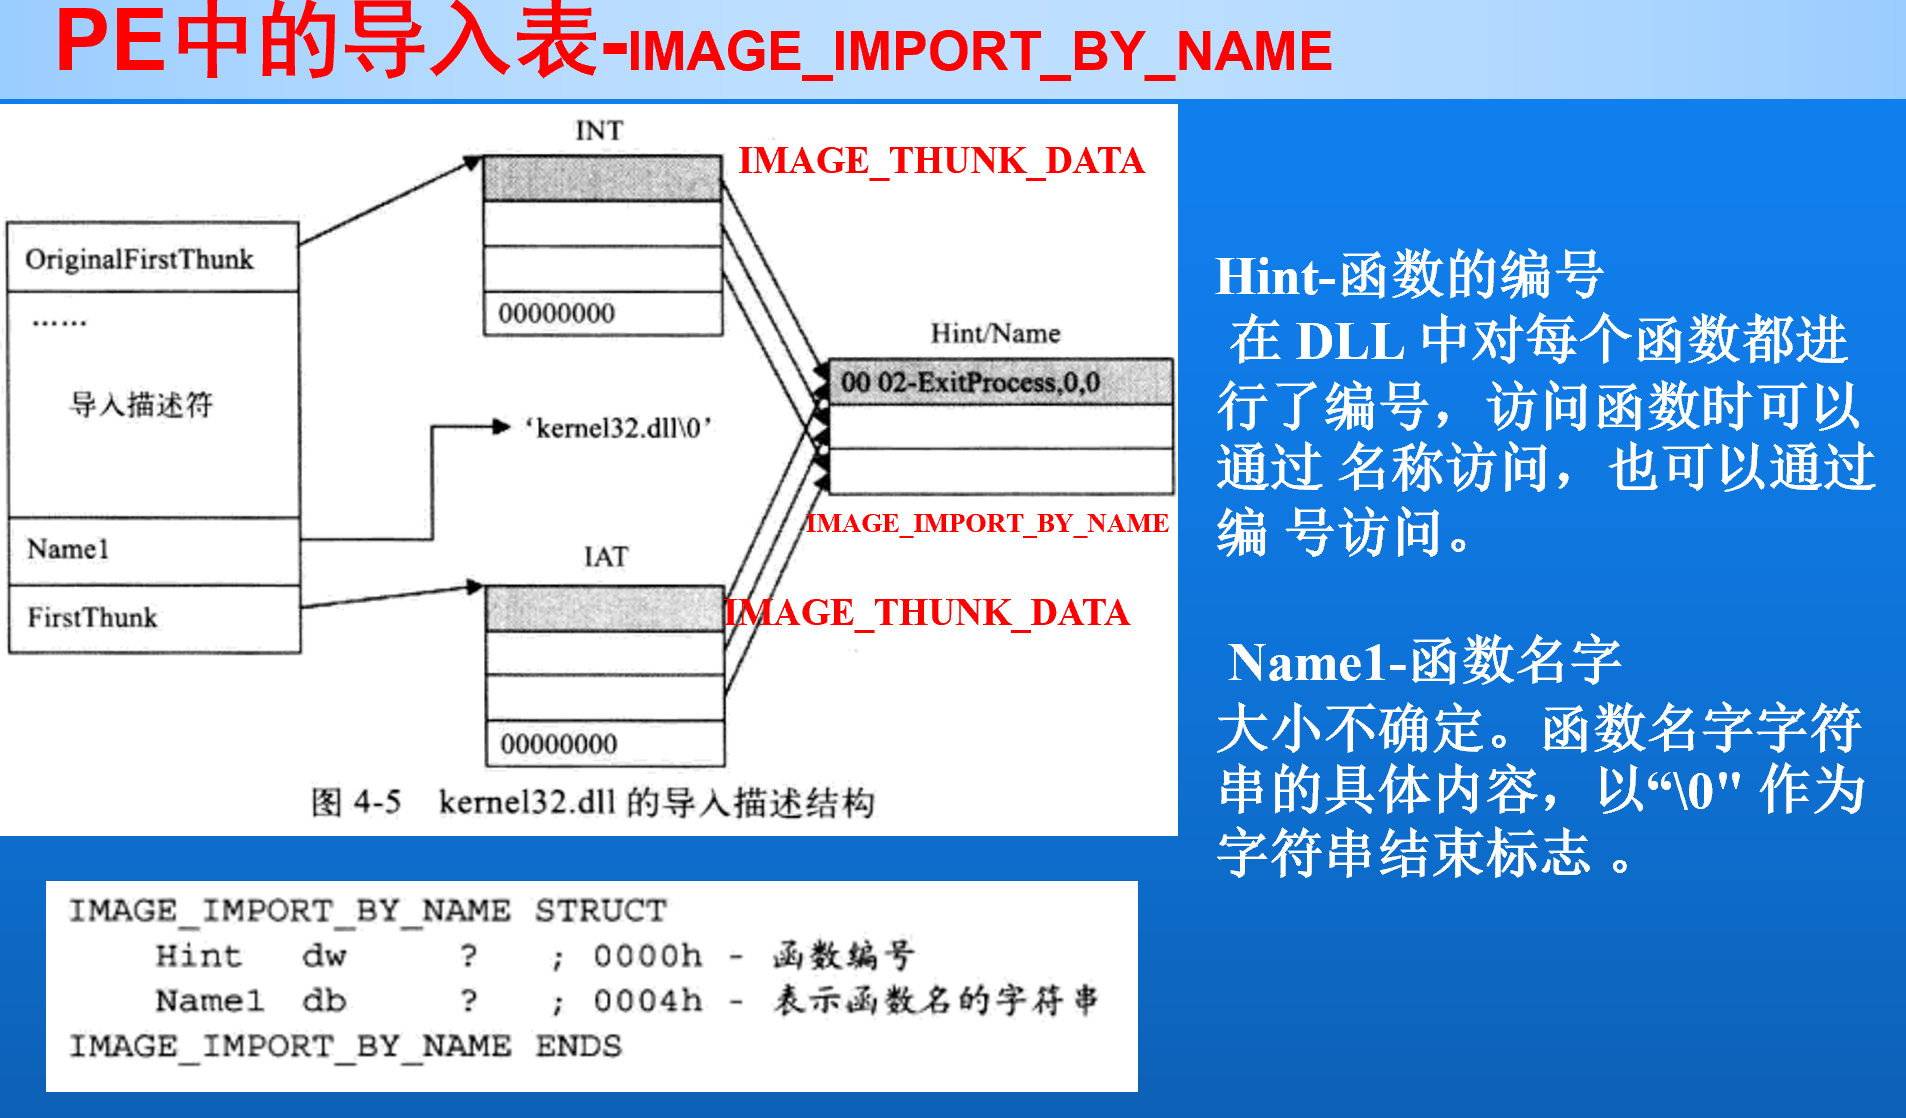 PE中的导入表-IMAGE_IMPORT_BY_NAME
INT
IMAGE_THUNK_DATA
OriginalFirstThunk
……
导入描述符
Name1
FirstThunk
00000000
Hint/Name
00 02-ExitProcess,0,0
‘kernel32.dll\0’
IMAGE_IMPORT_BY_NAME
IAT
IMAGE_THUNK_DATA
00000000
图 4-5 kernel32.dll 的导入描述结构
Hint-函数的编号
在 DLL 中对每个函数都进
行了编号，访问函数时可以
通过 名称访问，也可以通过
编 号访问。
Name1-函数名字
大小不确定。函数名字字符
串的具体内容，以“\0" 作为
字符串结束标志 。
IMAGE_IMPORT_BY_NAME STRUCT
Hint dw ? ; 0000h - 函数编号
Name1 db ? ; 0004h - 表示函数名的字符串
IMAGE_IMPORT_BY_NAME ENDS